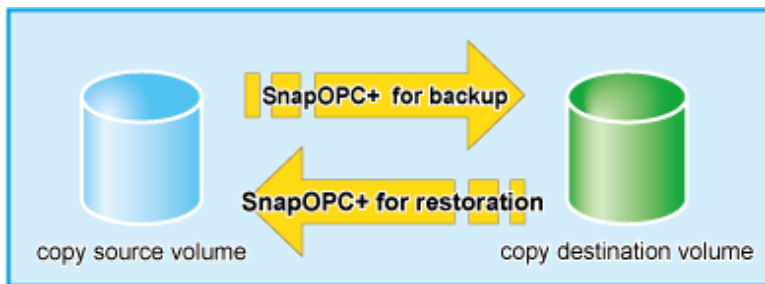 SnapOPC+ for backup
SnapOPC+ for restoration
copy source volume
copy destination volume